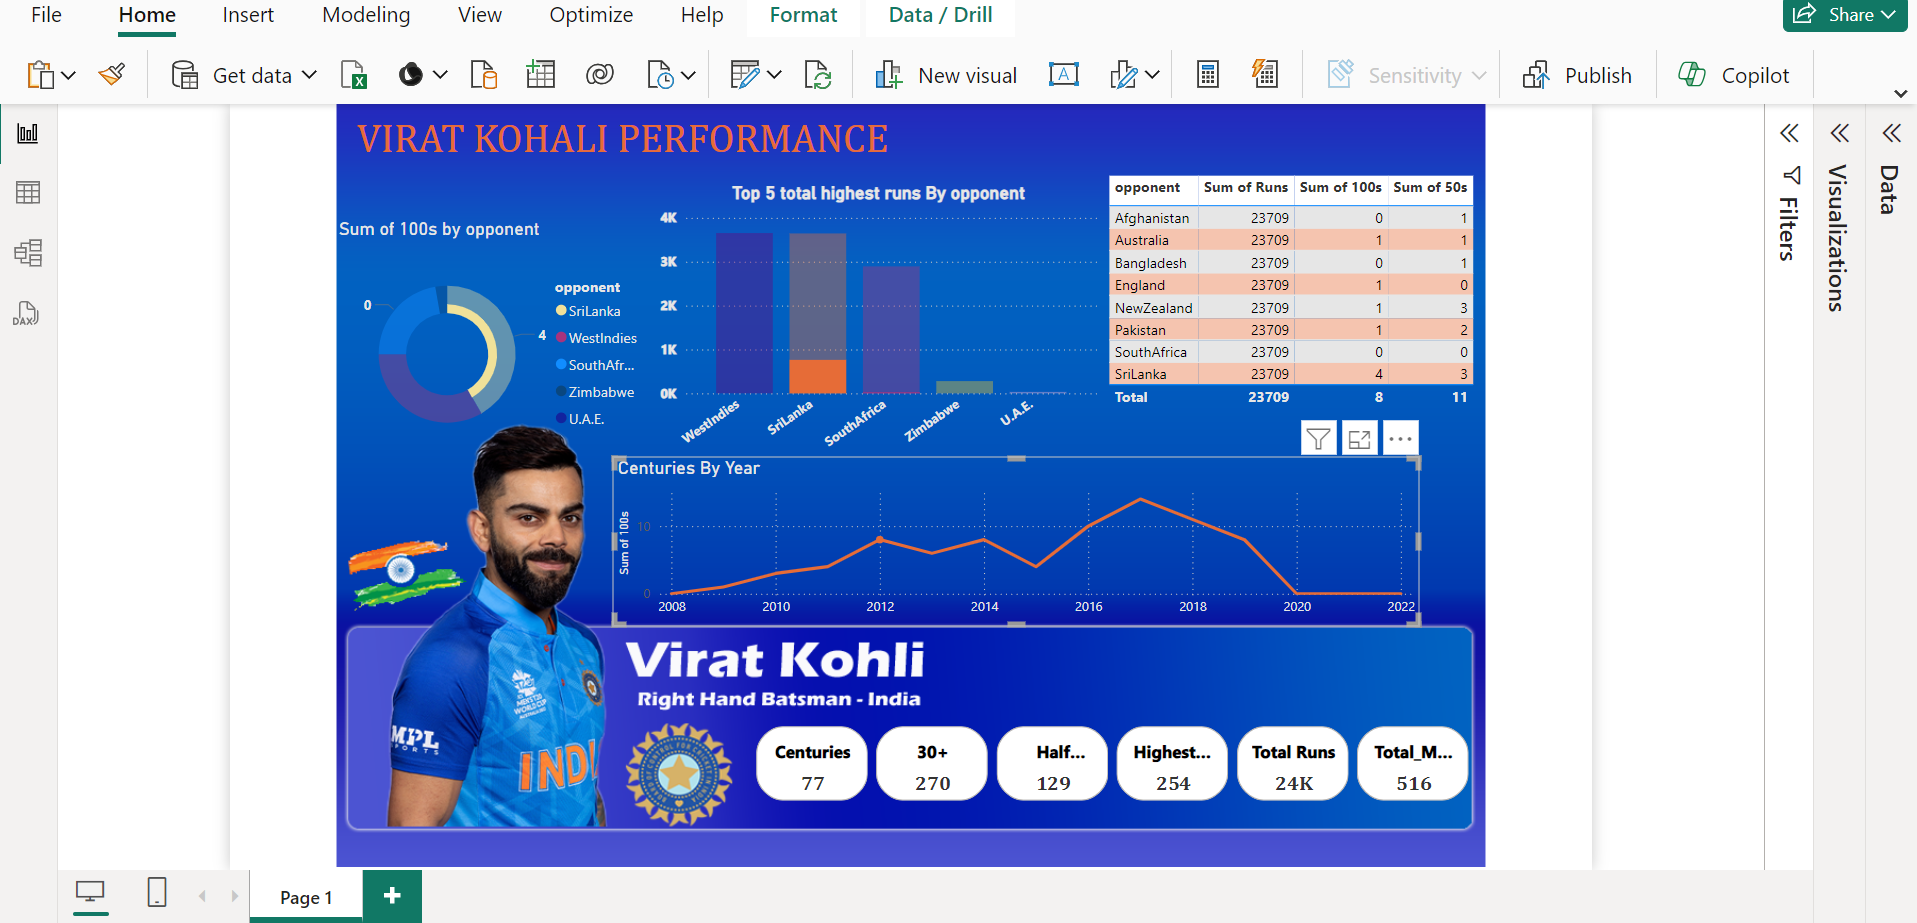 File Home Insert Modeling View Optimize Help Format Data / Drill Share
Get data New visual Sensitivity Publish Copilot
VIRAT KOHALI PERFORMANCE
Sum of 100s by opponent
0
4
opponent
SriLanka
WestIndies
SouthAfr...
Zimbabwe
U.A.E.
Top 5 total highest runs By opponent
4K
3K
2K
1K
0K
WestIndies SriLanka SouthAfrica Zimbabwe U.A.E.
opponent Sum of Runs Sum of 100s Sum of 50s
Afghanistan 23709 0 1
Australia 23709 1 1
Bangladesh 23709 0 1
England 23709 1 0
NewZealand 23709 1 3
Pakistan 23709 1 2
SouthAfrica 23709 0 0
SriLanka 23709 4 3
Total 23709 8 11
Centuries By Year
Sum of 100s
10
0
2008 2010 2012 2014 2016 2018 2020 2022
MEN'S T20
WORLD CUP
MPL
SPORTS
INDI
Virat Kohli
Right Hand Batsman - India
Centuries 30+ Half... Highest... Total Runs Total_M...
77 270 129 254 24K 516
Filters
Visualizations
Data
DAX
Page 1